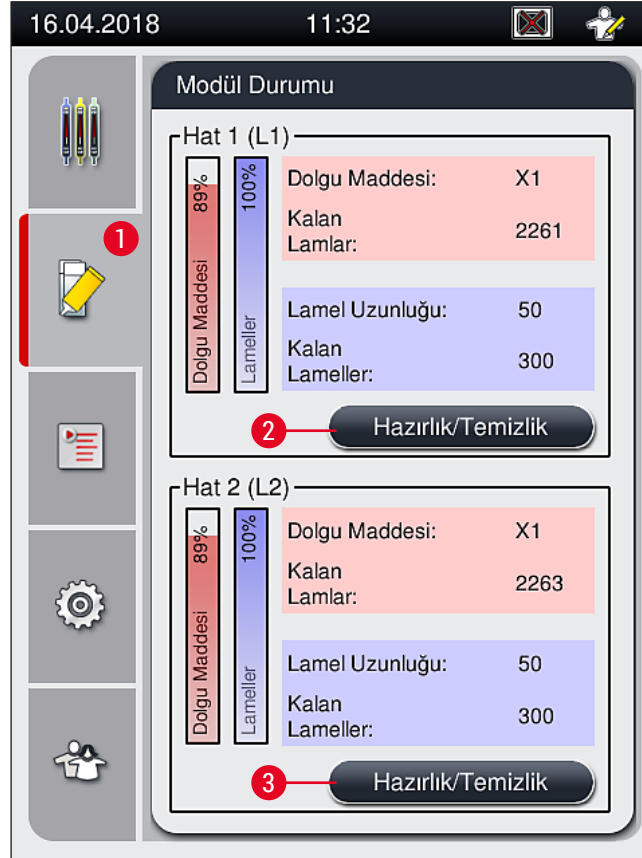 16.04.2018 11:32
Modül Durumu
1
Hat 1 (L1)
89%
Dolgu Maddesi
100%
Lameller
Dolgu Maddesi: X1
Kalan
Lamlar: 2261
Lamel Uzunluğu: 50
Kalan
Lameller: 300
2
Hazırlık/Temizlik
Hat 2 (L2)
89%
Dolgu Maddesi
100%
Lameller
Dolgu Maddesi: X1
Kalan
Lamlar: 2263
Lamel Uzunluğu: 50
Kalan
Lameller: 300
3
Hazırlık/Temizlik